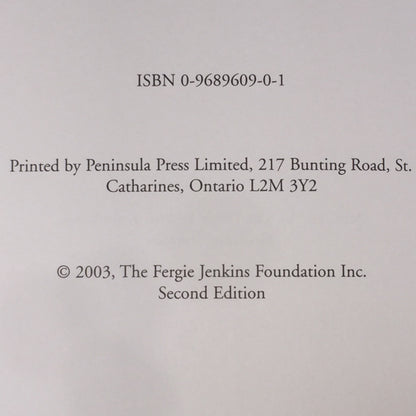 ISBN 0-9689609-0-1
Printed by Peninsula Press Limited, 217 Bunting Road, St.
Catharines, Ontario L2M 3Y2
© 2003, The Fergie Jenkins Foundation Inc.
Second Edition